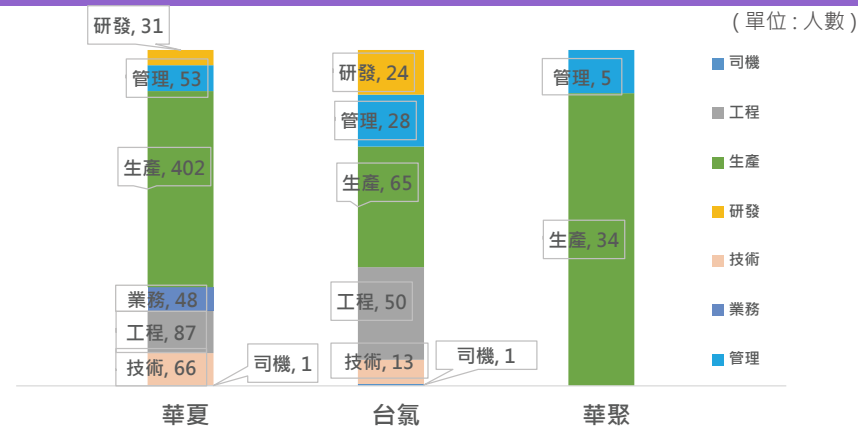 (單位:人數)
研發, 31
管理, 53
生產, 402
業務, 48
工程, 87
技術, 66
司機, 1
研發, 24
管理, 28
生產, 65
工程, 50
技術, 13
司機, 1
管理, 5
生產, 34
華夏
台氯
華聚
司機
工程
生產
研發
技術
業務
管理